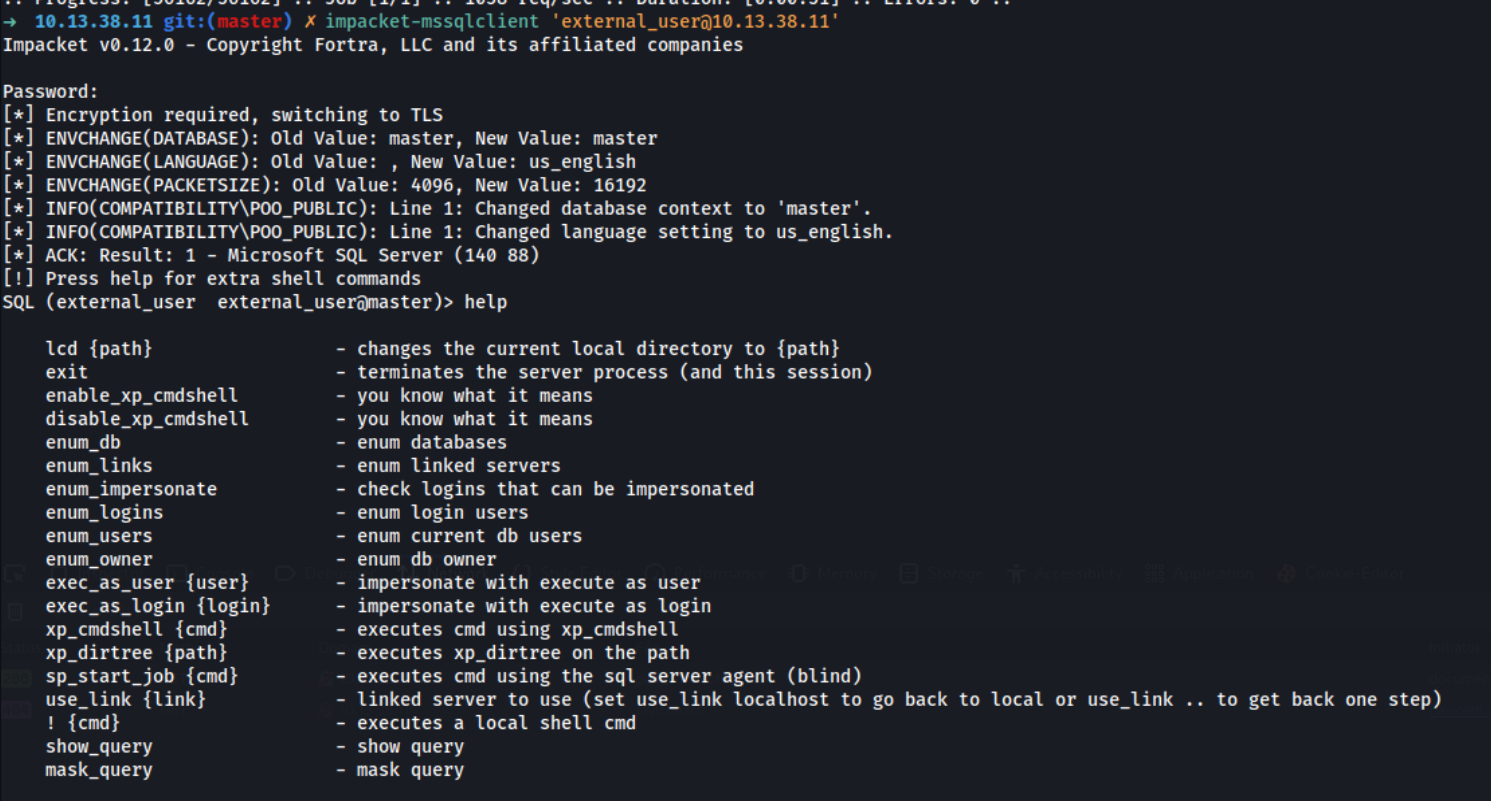 :: Progress: [56162/56162] :: Job [1/1] :: 1098 req/sec :: Duration: [0:00:51] :: Errors: 0 ::
→ 10.13.38.11 git:(master) ✗ impacket-mssqlclient 'external_user@10.13.38.11'
Impacket v0.12.0 - Copyright Fortra, LLC and its affiliated companies
Password:
[*] Encryption required, switching to TLS
[*] ENVCHANGE(DATABASE): Old Value: master, New Value: master
[*] ENVCHANGE(LANGUAGE): Old Value: , New Value: us_english
[*] ENVCHANGE(PACKETSIZE): Old Value: 4096, New Value: 16192
[*] INFO(COMPATIBILITY\POO_PUBLIC): Line 1: Changed database context to 'master'.
[*] INFO(COMPATIBILITY\POO_PUBLIC): Line 1: Changed language setting to us_english.
[*] ACK: Result: 1 - Microsoft SQL Server (140 88)
[!] Press help for extra shell commands
SQL (external_user  external_user@master)> help
lcd {path} - changes the current local directory to {path}
exit - terminates the server process (and this session)
enable_xp_cmdshell - you know what it means
disable_xp_cmdshell - you know what it means
enum_db - enum databases
enum_links - enum linked servers
enum_impersonate - check logins that can be impersonated
enum_logins - enum login users
enum_users - enum current db users
enum_owner - enum db owner
exec_as_user {user} - impersonate with execute as user
exec_as_login {login} - impersonate with execute as login
xp_cmdshell {cmd} - executes cmd using xp_cmdshell
xp_dirtree {path} - executes xp_dirtree on the path
sp_start_job {cmd} - executes cmd using the sql server agent (blind)
use_link {link} - linked server to use (set use_link localhost to go back to local or use_link .. to get back one step)
! {cmd} - executes a local shell cmd
show_query - show query
mask_query - mask query